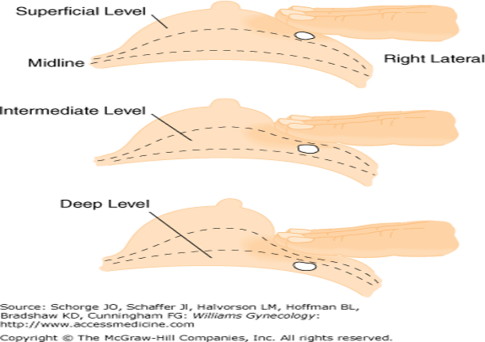 Superficial Level
Midline
Right Lateral
Intermediate Level
Deep Level
Source: Schorge JO, Schaffer JI, Halvorson LM, Hoffman BL,
Bradshaw KD, Cunningham FG: Williams Gynecology:
http://www.accessmedicine.com
Copyright © The McGraw-Hill Companies, Inc. All rights reserved.